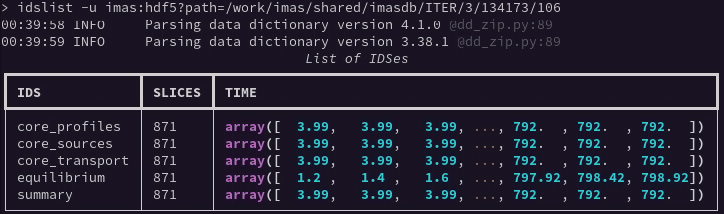 > idslist -u imas:hdf5?path=/work/imas/shared/imasdb/ITER/3/134173/106
00:39:58 INFO     Parsing data dictionary version 4.1.0 @dd_zip.py:89
00:39:59 INFO     Parsing data dictionary version 3.38.1 @dd_zip.py:89
List of IDSes
IDS SLICES TIME
core_profiles 871 array([  3.99,   3.99,   3.99, ..., 792.  , 792.  , 792.  ])
core_sources 871 array([  3.99,   3.99,   3.99, ..., 792.  , 792.  , 792.  ])
core_transport 871 array([  3.99,   3.99,   3.99, ..., 792.  , 792.  , 792.  ])
equilibrium 871 array([  1.2 ,   1.4 ,   1.6 , ..., 797.92, 798.42, 798.92])
summary 871 array([  3.99,   3.99,   3.99, ..., 792.  , 792.  , 792.  ])